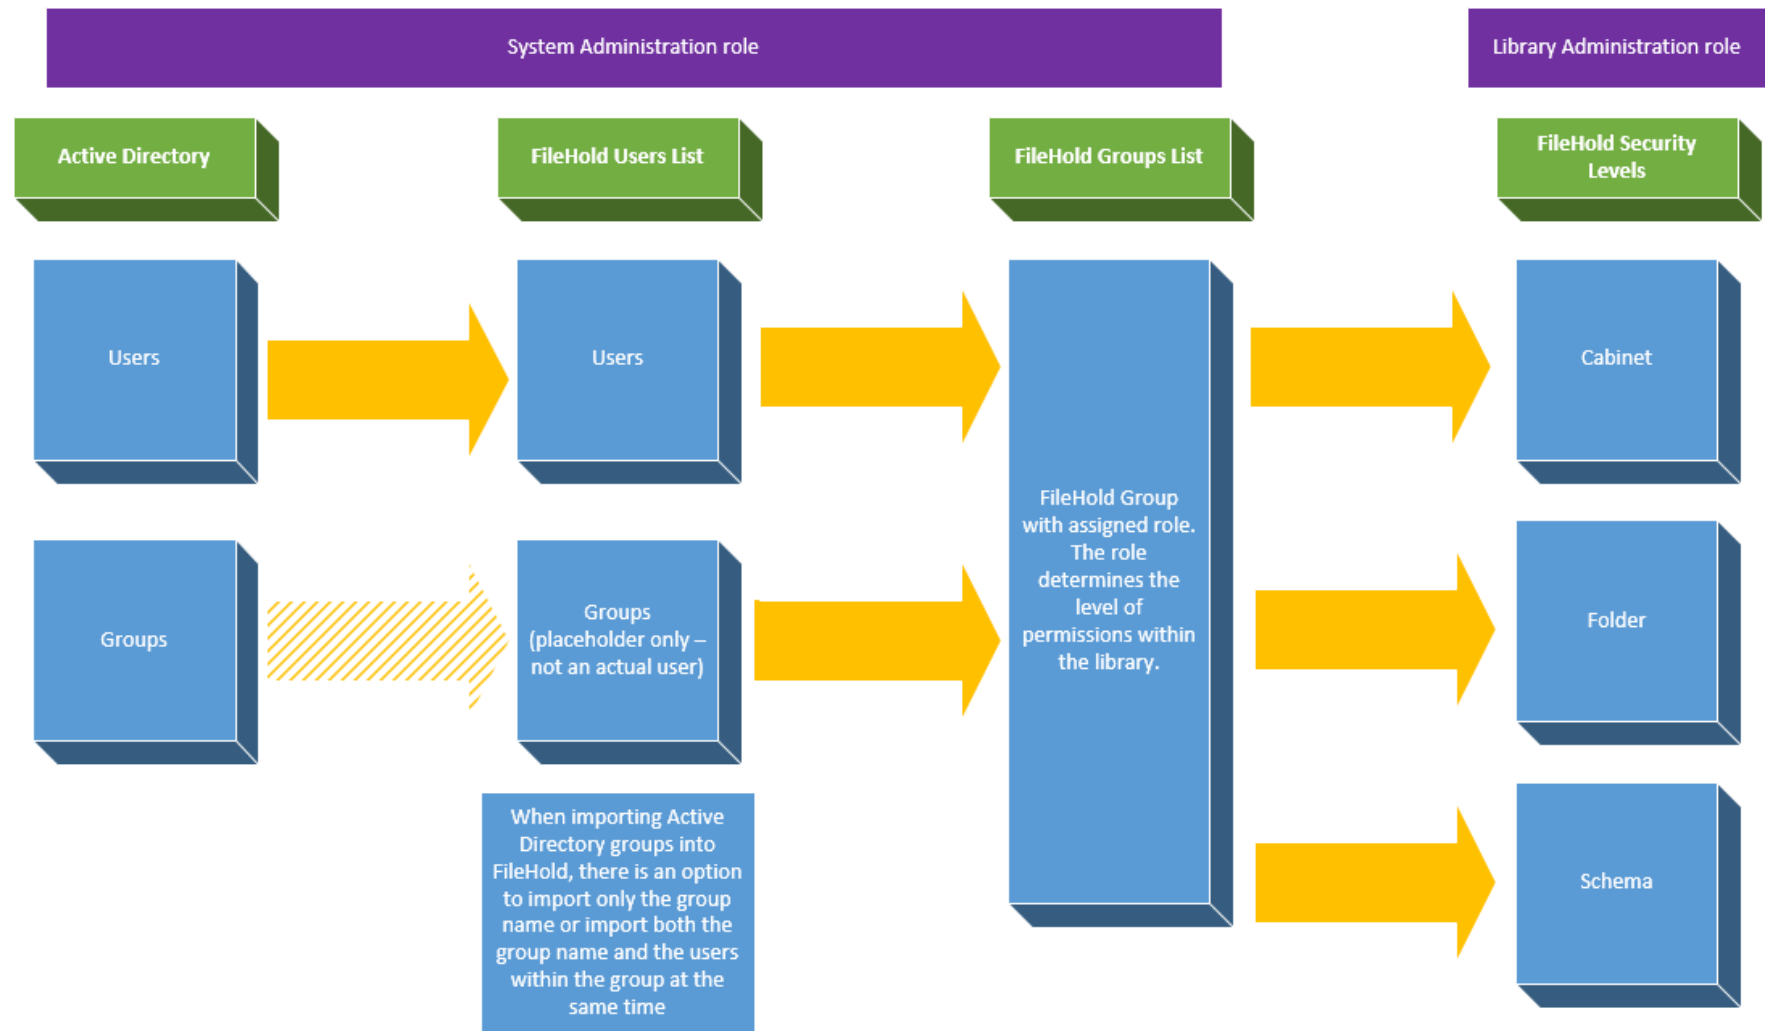 System Administration role
Library Administration role
Active Directory
FileHold Users List
FileHold Groups List
FileHold Security
Levels
Users
Users
Cabinet
FileHold Group
with assigned role.
The role
determines the
level of
permissions within
the library.
Groups
Groups
(placeholder only –
not an actual user)
Folder
When importing Active
Directory groups into
FileHold, there is an option
to import only the group
name or import both the
group name and the users
within the group at the
same time
Schema